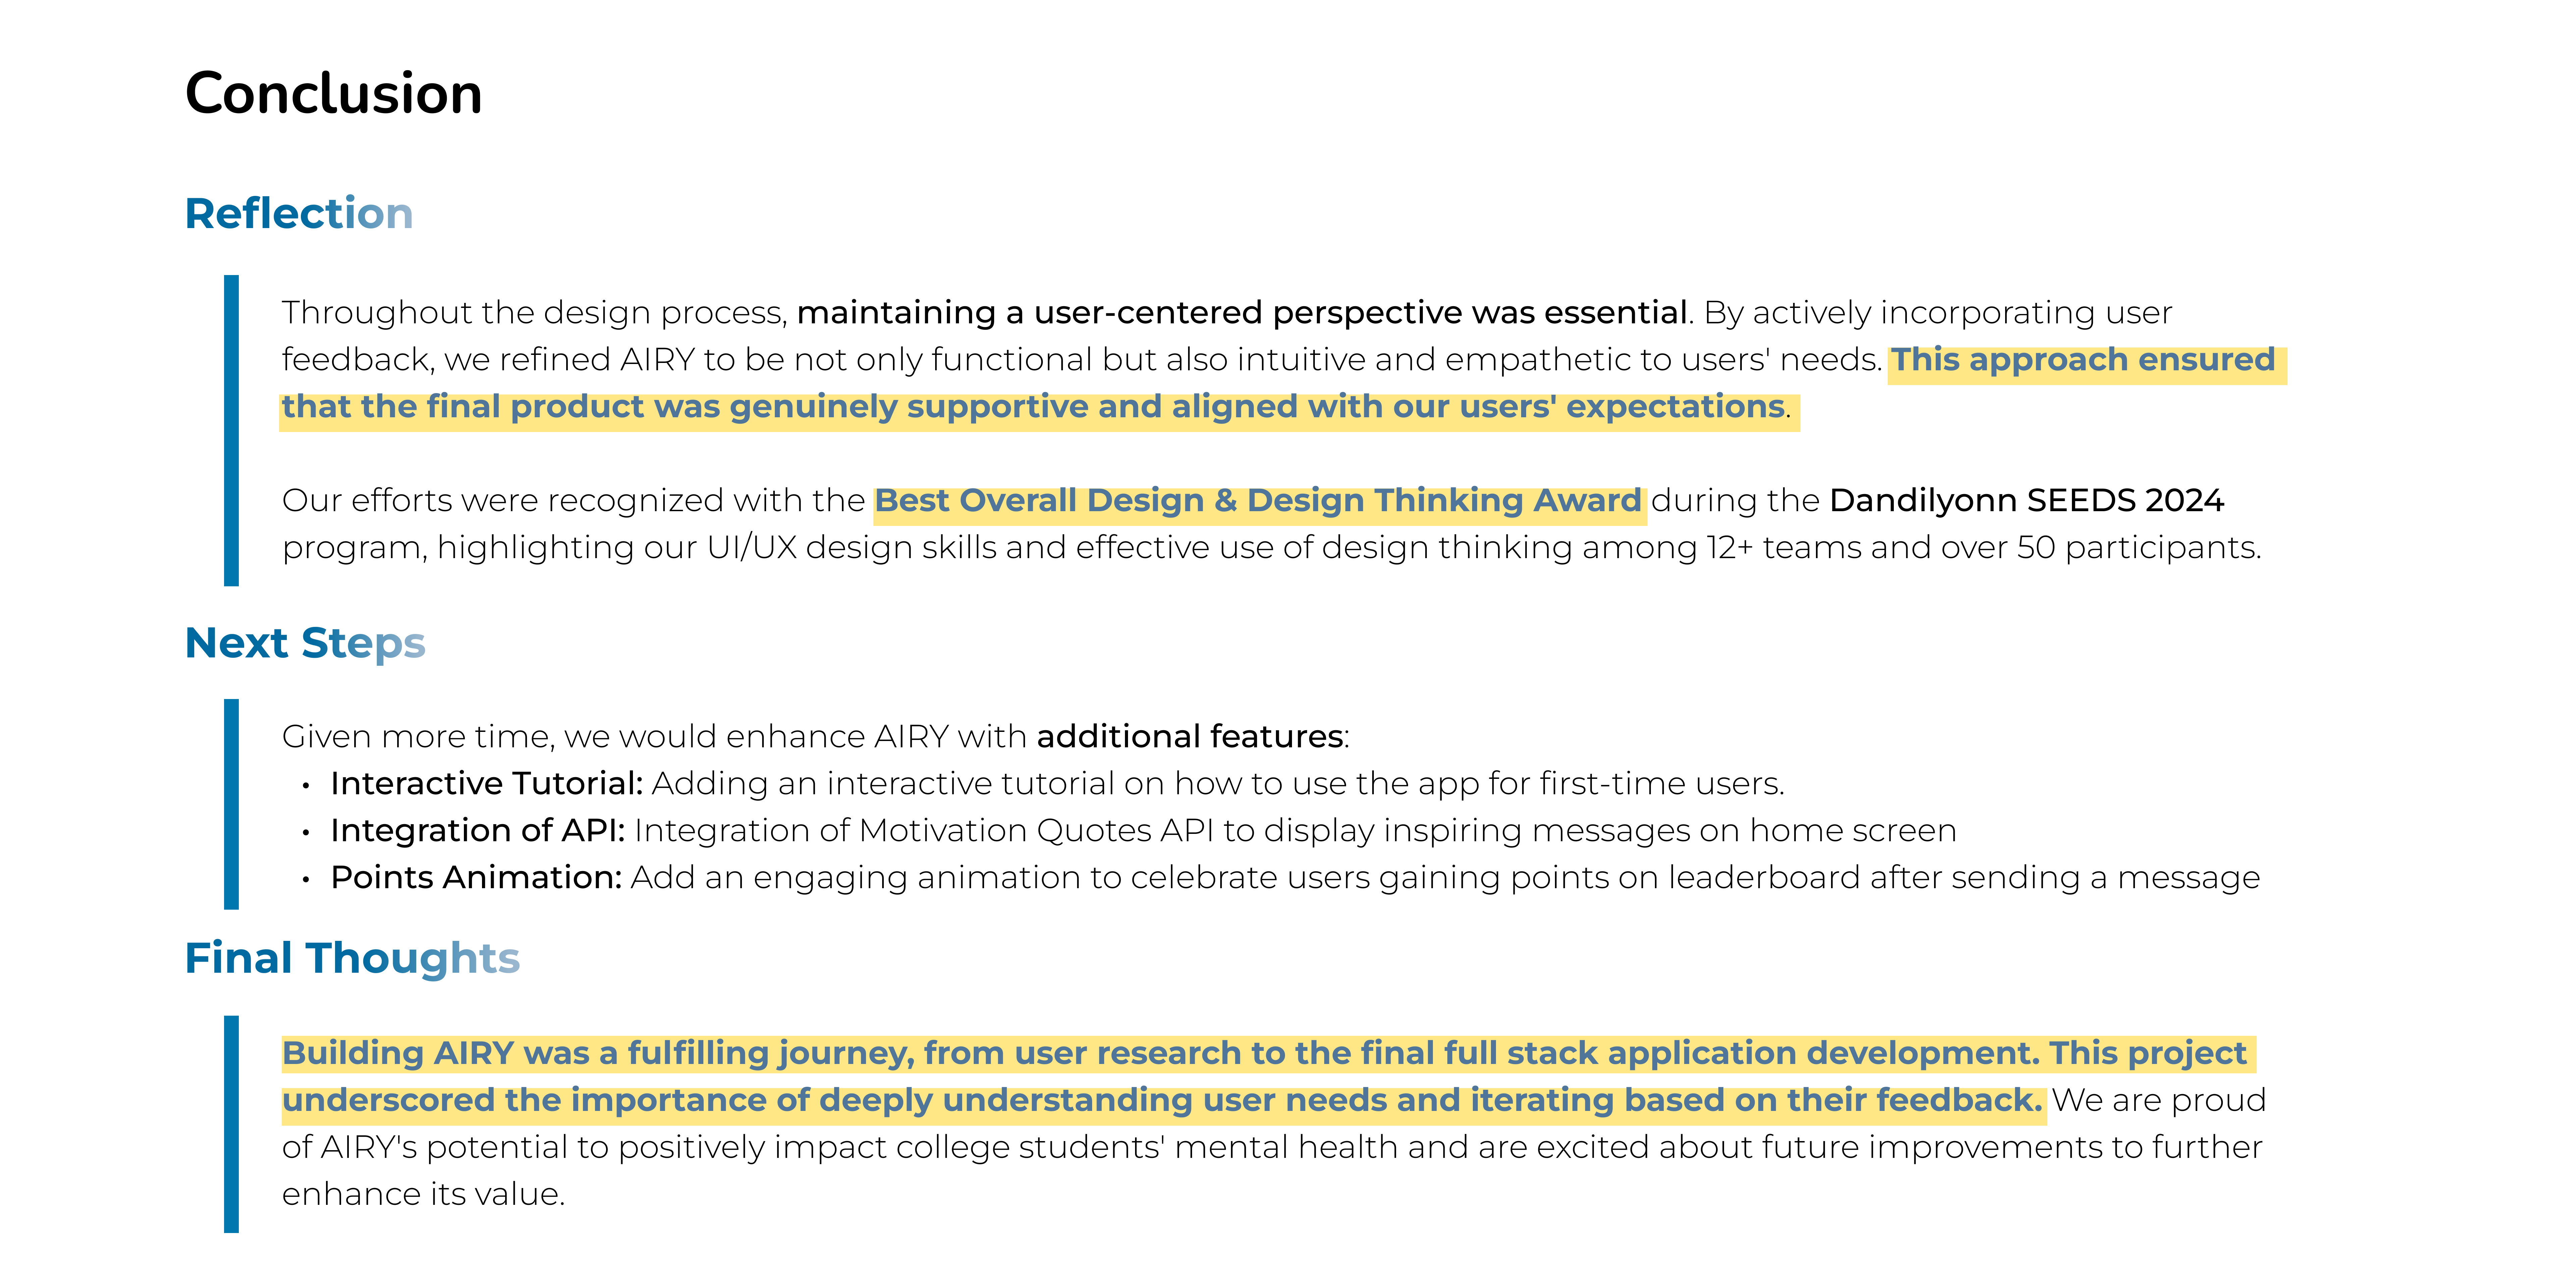 Conclusion
Reflection
Throughout the design process, maintaining a user-centered perspective was essential. By actively incorporating user
feedback, we refined AIRY to be not only functional but also intuitive and empathetic to users' needs. This approach ensured
that the final product was genuinely supportive and aligned with our users' expectations.
Our efforts were recognized with the Best Overall Design & Design Thinking Award during the Dandilyonn SEEDS 2024
program, highlighting our UI/UX design skills and effective use of design thinking among 12+ teams and over 50 participants.
Next Steps
Given more time, we would enhance AIRY with additional features:
• Interactive Tutorial: Adding an interactive tutorial on how to use the app for first-time users.
• Integration of API: Integration of Motivation Quotes API to display inspiring messages on home screen
• Points Animation: Add an engaging animation to celebrate users gaining points on leaderboard after sending a message
Final Thoughts
Building AIRY was a fulfilling journey, from user research to the final full stack application development. This project
underscored the importance of deeply understanding user needs and iterating based on their feedback. We are proud
of AIRY's potential to positively impact college students' mental health and are excited about future improvements to further
enhance its value.